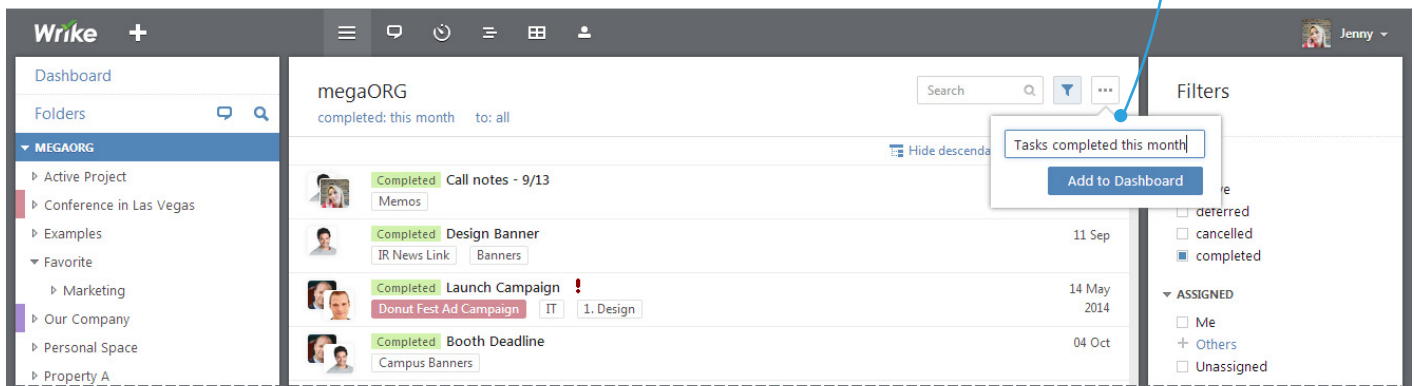 Wrike +
Jenny
Dashboard
Folders
MEGAORG
Active Project
Conference in Las Vegas
Examples
Favorite
Marketing
Our Company
Personal Space
Property A
megaORG
completed: this month to: all
Search
Hide descenda
Tasks completed this month
Add to Dashboard
Completed Call notes - 9/13
Memos
Completed Design Banner
11 Sep
IR News Link Banners
Completed Launch Campaign
14 May
2014
Donut Fest Ad Campaign IT 1. Design
Completed Booth Deadline
04 Oct
Campus Banners
Filters
deferred
cancelled
completed
ASSIGNED
Me
+ Others
Unassigned